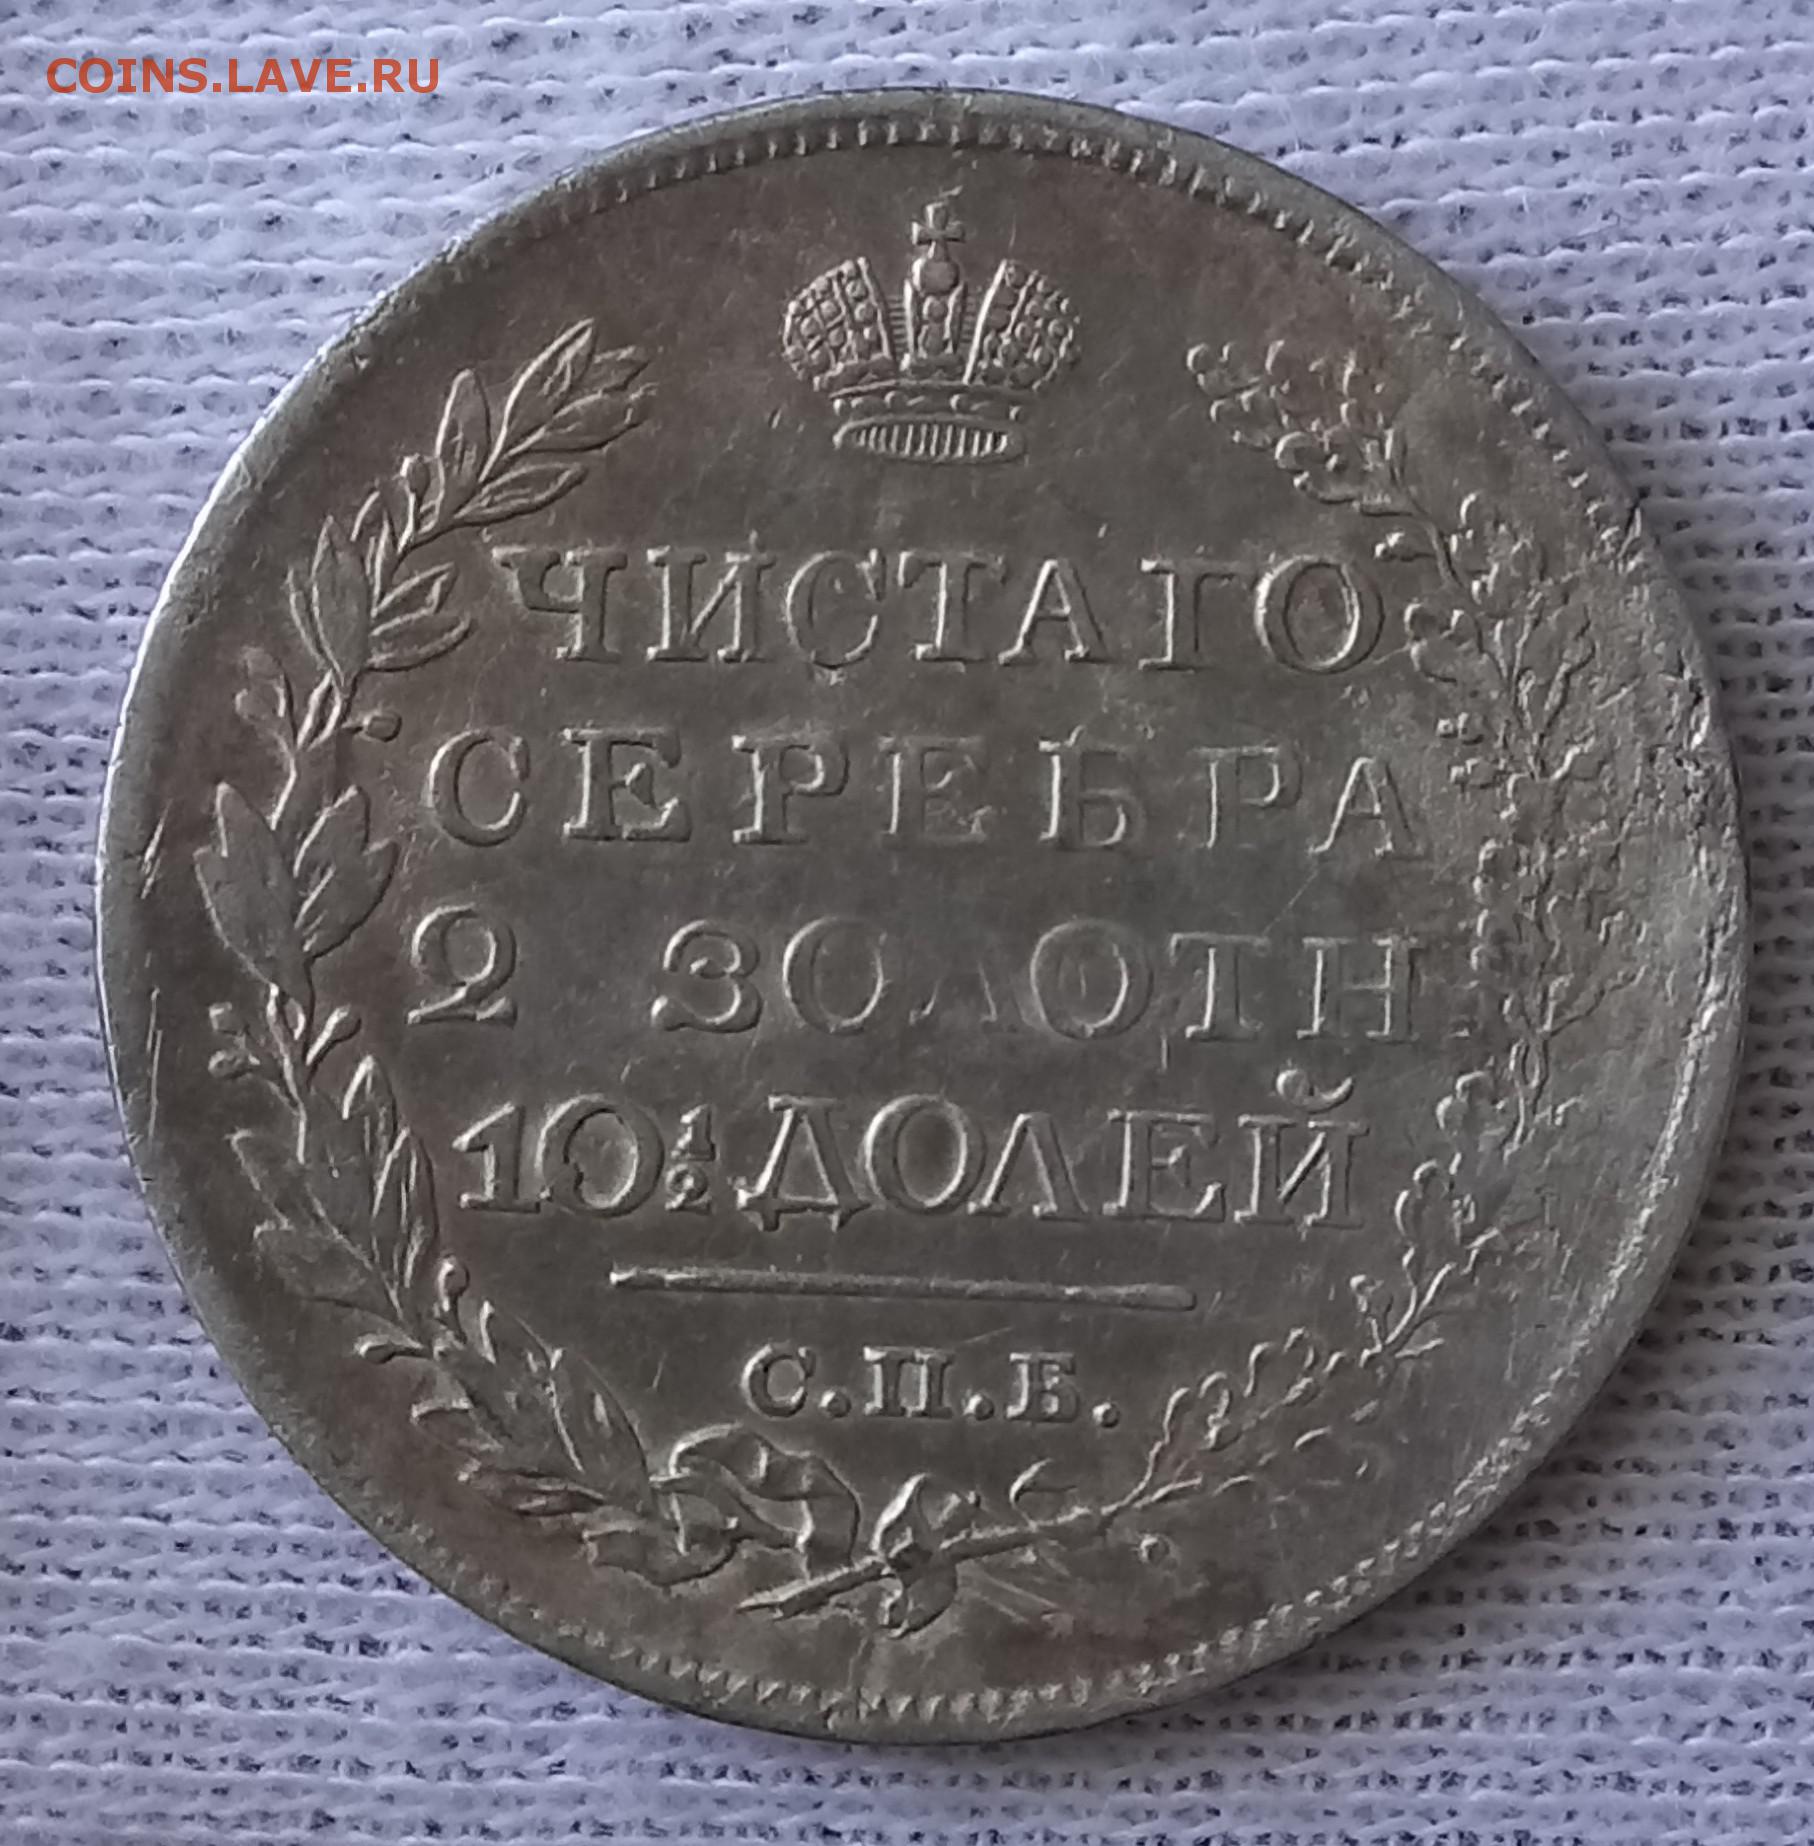 COINS.LAVE.RU
ЧИСТАГО
СЕРЕБРА
2 ЗОЛОТН.
10½ ДОЛЕЙ
С.П.Б.